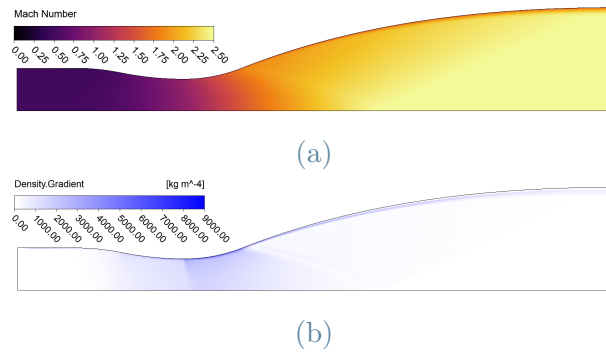 Mach Number
0.00 0.25 0.50 0.75 1.00 1.25 1.50 1.75 2.00 2.25 2.50
(a)
Density.Gradient [kg m^-4]
0.00 1000.00 2000.00 3000.00 4000.00 5000.00 6000.00 7000.00 8000.00 9000.00
(b)